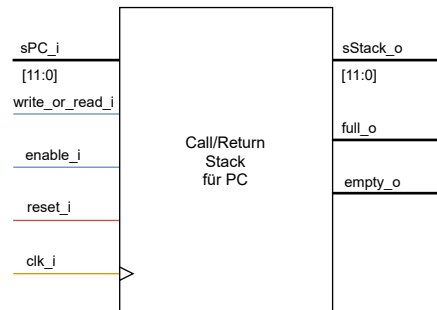 sPC_i
[11:0]
write_or_read_i
enable_i
reset_i
clk_i
Call/Return
Stack
für PC
sStack_o
[11:0]
full_o
empty_o